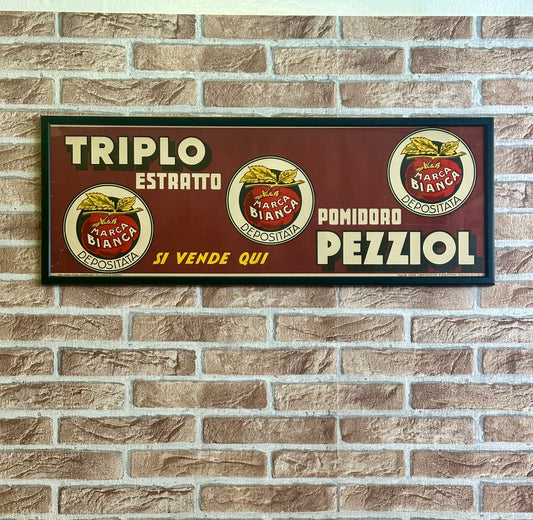 TRIPLO
ESTRATTO
MARCA
BIANCA
DEPOSITATA
MARCA
BIANCA
DEPOSITATA
MARCA
BIANCA
DEPOSITATA
POMIDORO
PEZZIOL
SI VENDE QUI